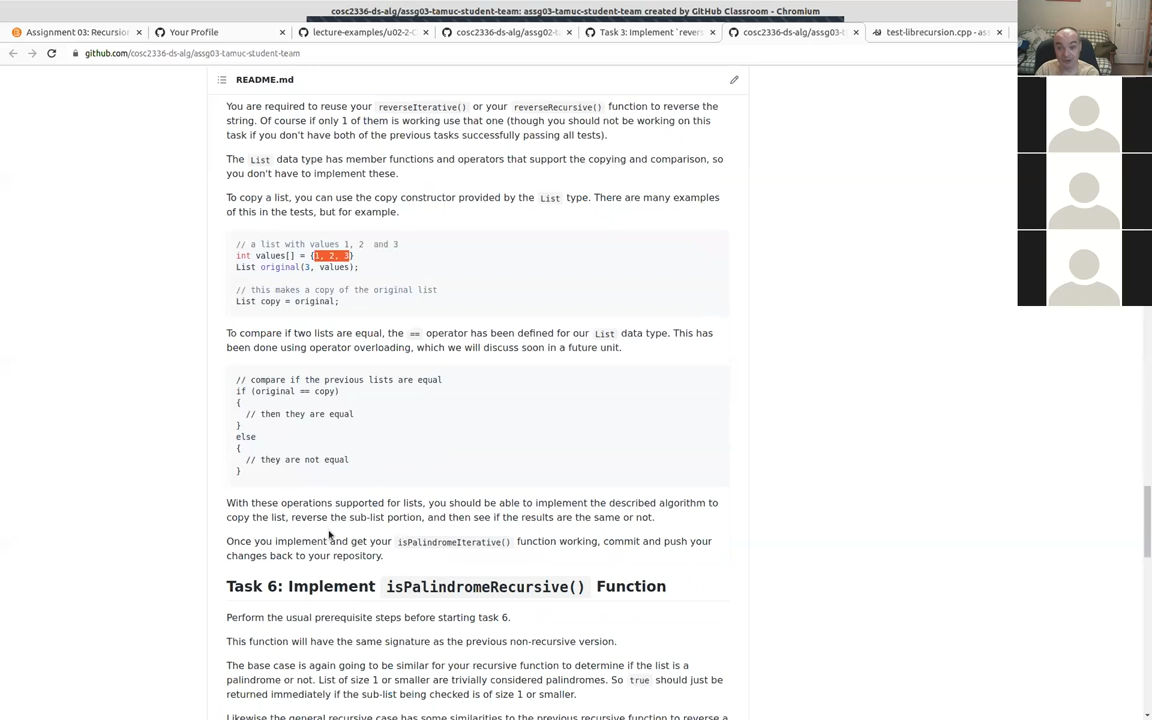 cosc2336-ds-alg/assg03-tamuc-student-team: assg03-tamuc-student-team created by GitHub Classroom - Chromium
Assignment 03: Recursion
Your Profile
lecture-examples/u02-2-C
cosc2336-ds-alg/assg02-t
Task 3: Implement `revers
cosc2336-ds-alg/assg03-t
test-librecursion.cpp - ass
github.com/cosc2336-ds-alg/assg03-tamuc-student-team
README.md
You are required to reuse your reverseIterative() or your reverseRecursive() function to reverse the
string. Of course if only 1 of them is working use that one (though you should not be working on this
task if you don't have both of the previous tasks successfully passing all tests).
The List data type has member functions and operators that support the copying and comparison, so
you don't have to implement these.
To copy a list, you can use the copy constructor provided by the List type. There are many examples
of this in the tests, but for example.
// a list with values 1, 2  and 3
int values[] = {1, 2, 3}
List original(3, values);
// this makes a copy of the original list
List copy = original;
To compare if two lists are equal, the == operator has been defined for our List data type. This has
been done using operator overloading, which we will discuss soon in a future unit.
// compare if the previous lists are equal
if (original == copy)
{
// then they are equal
}
else
{
// they are not equal
}
With these operations supported for lists, you should be able to implement the described algorithm to
copy the list, reverse the sub-list portion, and then see if the results are the same or not.
Once you implement and get your isPalindromeIterative() function working, commit and push your
changes back to your repository.
Task 6: Implement isPalindromeRecursive() Function
Perform the usual prerequisite steps before starting task 6.
This function will have the same signature as the previous non-recursive version.
The base case is again going to be similar for your recursive function to determine if the list is a
palindrome or not. List of size 1 or smaller are trivially considered palindromes. So true should just be
returned immediately if the sub-list being checked is of size 1 or smaller.
Likewise the general recursive case has some similarities to the previous recursive function to reverse a